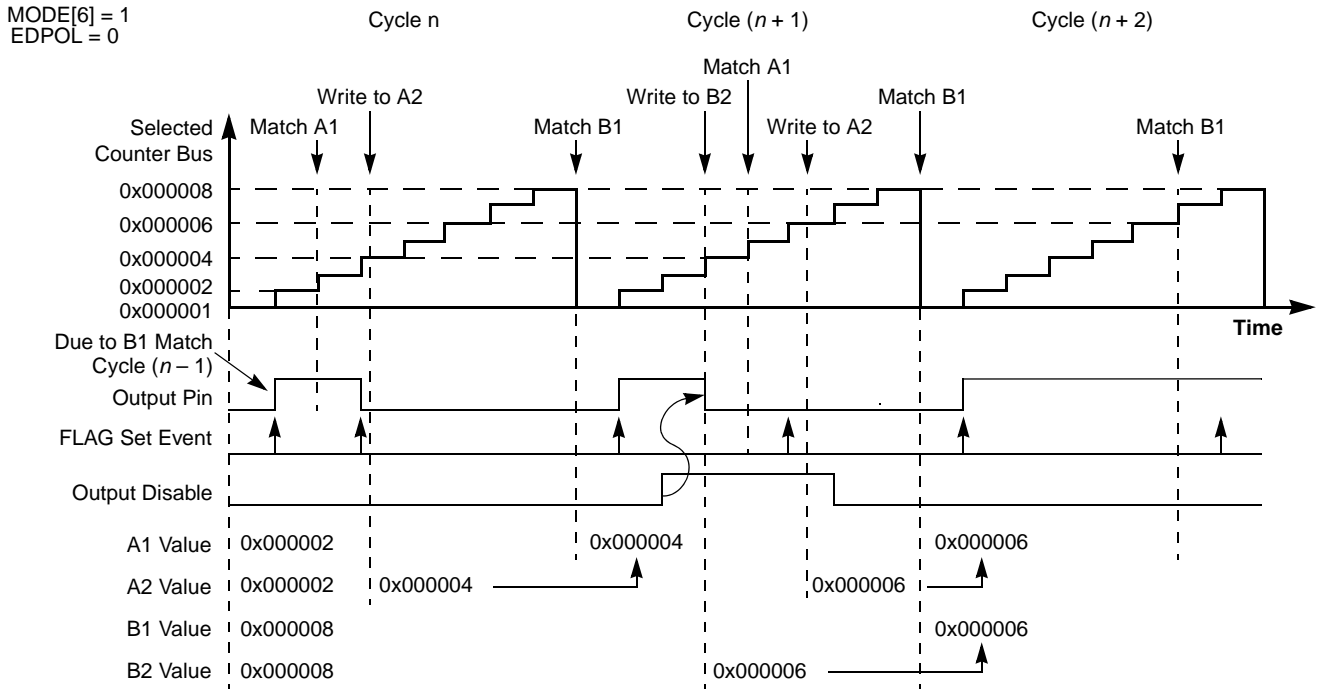 MODE[6] = 1
EDPOL = 0
Cycle n
Cycle (n + 1)
Cycle (n + 2)
Match A1
Write to A2
Write to B2
Match B1
Selected
Counter Bus
Match A1
Match B1
Write to A2
Match B1
0x000008
0x000006
0x000004
0x000002
0x000001
Time
Due to B1 Match
Cycle (n – 1)
Output Pin
FLAG Set Event
Output Disable
A1 Value 0x000002 0x000004 0x000006
A2 Value 0x000002 0x000004 0x000006
B1 Value 0x000008 0x000006
B2 Value 0x000008 0x000006